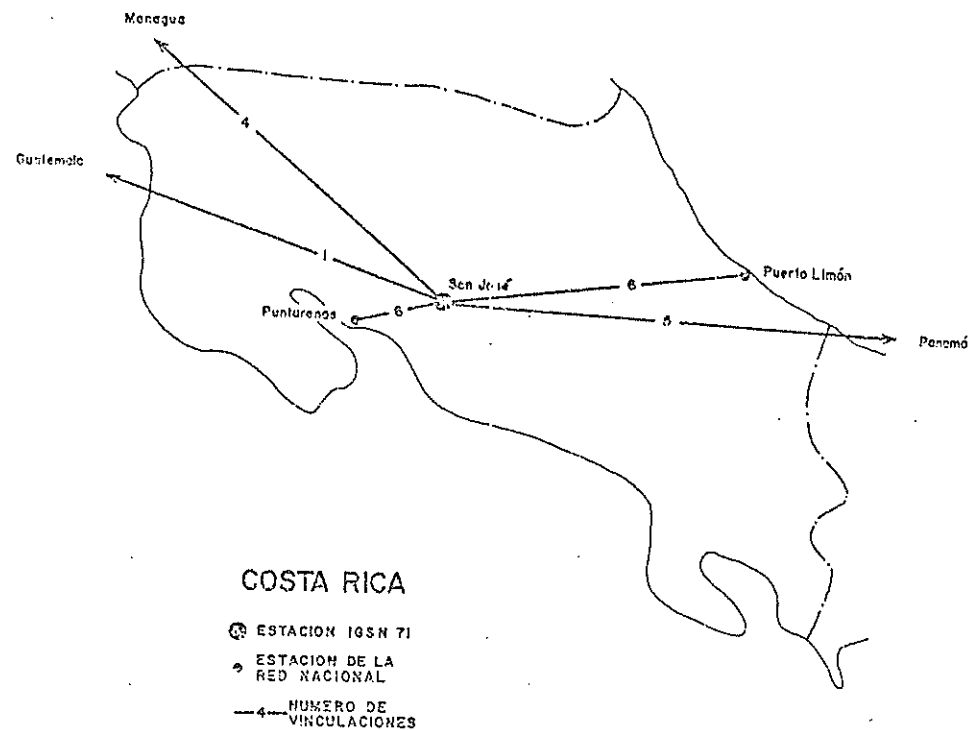 Managua
4
Guatemala
1
San José
6
Puerto Limón
Puntarenas
6
5
Panamá
COSTA RICA
ESTACION IGSN 71
ESTACION DE LA
RED NACIONAL
4 NUMERO DE
VINCULACIONES